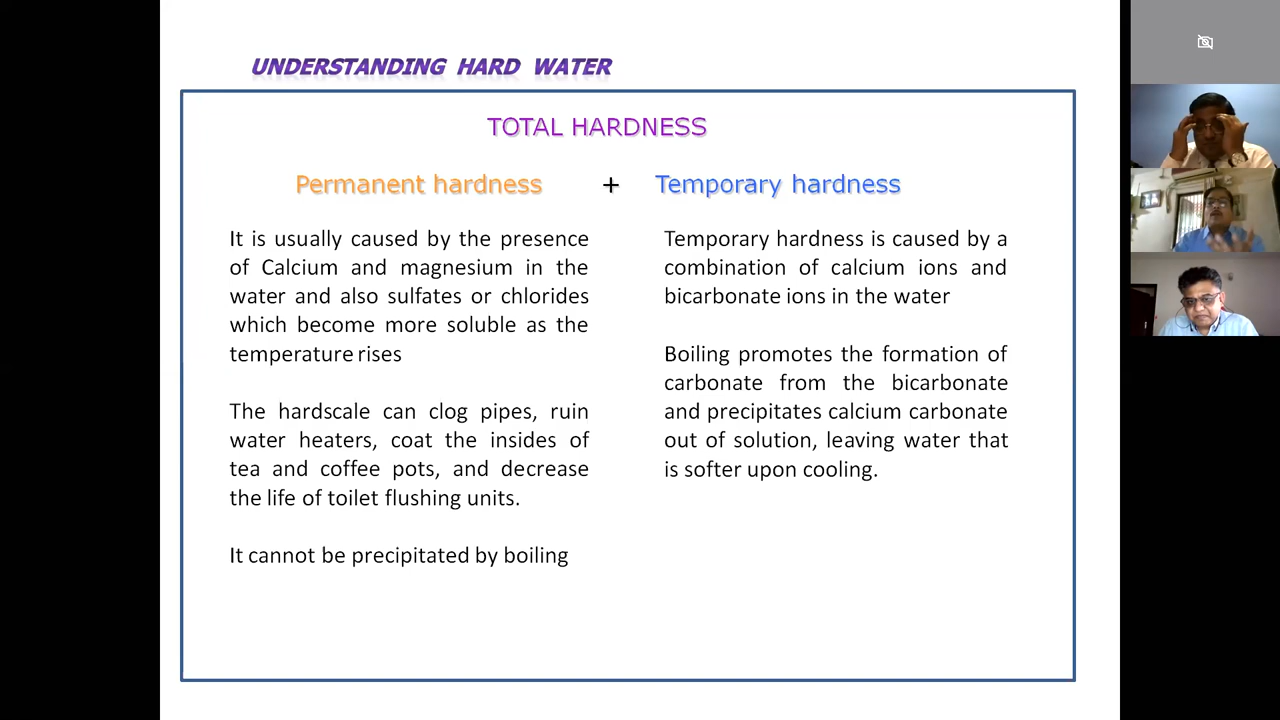 UNDERSTANDING HARD WATER
TOTAL HARDNESS
Permanent hardness + Temporary hardness
It is usually caused by the presence
of Calcium and magnesium in the
water and also sulfates or chlorides
which become more soluble as the
temperature rises
The hardscale can clog pipes, ruin
water heaters, coat the insides of
tea and coffee pots, and decrease
the life of toilet flushing units.
It cannot be precipitated by boiling
Temporary hardness is caused by a
combination of calcium ions and
bicarbonate ions in the water
Boiling promotes the formation of
carbonate from the bicarbonate
and precipitates calcium carbonate
out of solution, leaving water that
is softer upon cooling.